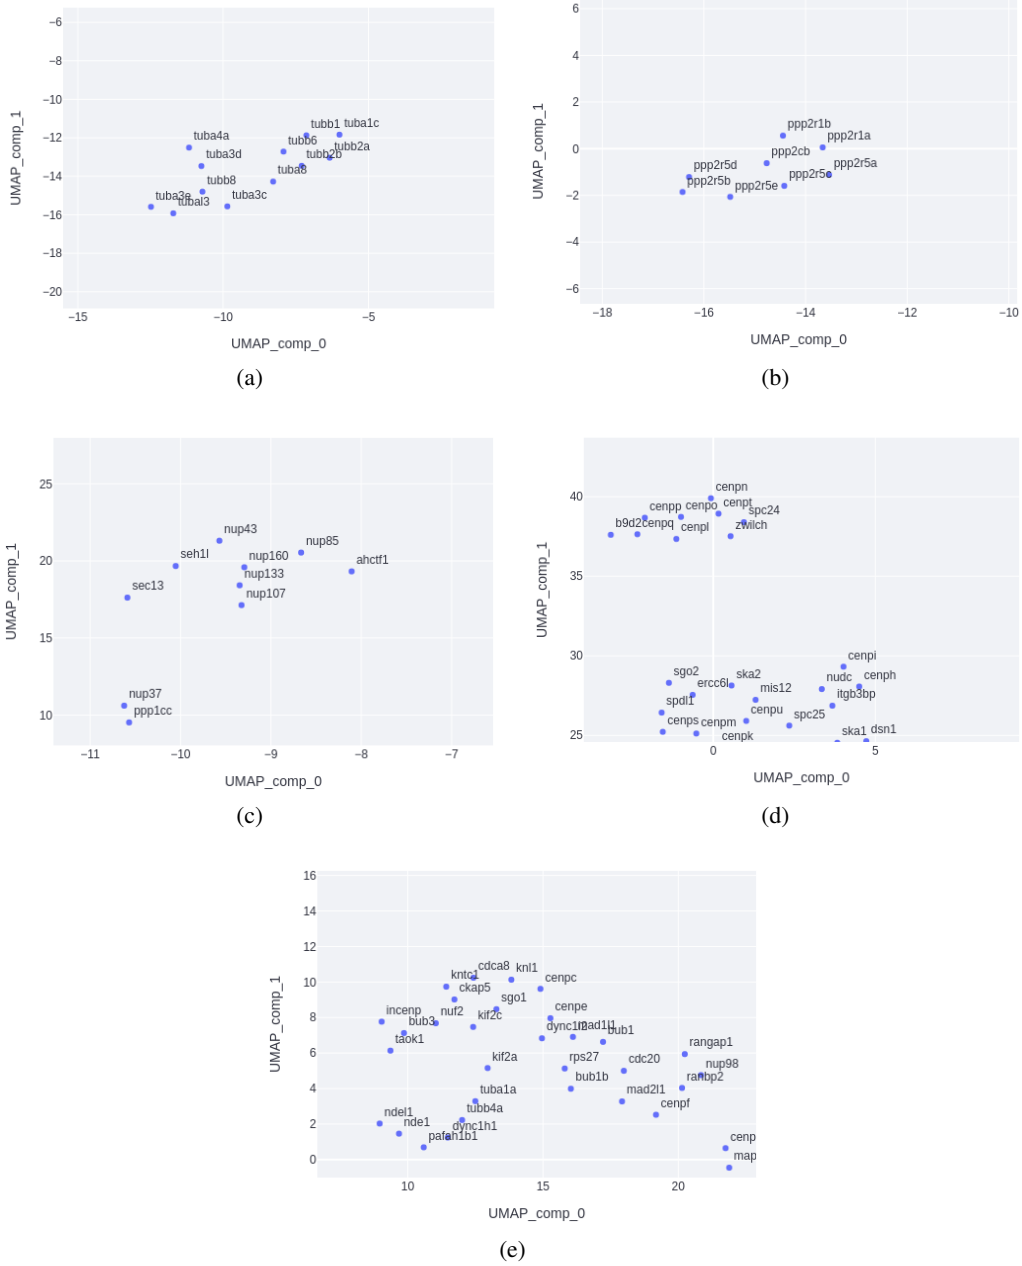 −6
−8
−10
−12
−14
−16
−18
−20
UMAP_comp_1
tuba4a
tuba3d
tubb8
tuba3e
tubal3
tuba3c
tubb1
tuba1c
tubb6
tubb2a
tubb2b
tuba8
−15
−10
−5
UMAP_comp_0
(a)
6
4
2
0
−2
−4
−6
UMAP_comp_1
ppp2r1b
ppp2r1a
ppp2cb
ppp2r5a
ppp2r5d
ppp2r5b
ppp2r5e
−18
−16
−14
−12
−10
UMAP_comp_0
(b)
25
20
15
10
UMAP_comp_1
nup43
nup85
seh1l
nup160
ahctf1
nup133
sec13
nup107
nup37
ppp1cc
−11
−10
−9
−8
−7
UMAP_comp_0
(c)
40
35
30
25
UMAP_comp_1
cenpn
cenpp
cenpo
cenpt
spc24
b9d2
cenpq
cenpl
zwilch
cenpi
sgo2
ska2
nudc
cenph
ercc6l
mis12
itgb3bp
spdl1
cenpu
spc25
cenps
cenpm
cenpk
ska1
dsn1
0
5
UMAP_comp_0
(d)
16
14
12
10
8
6
4
2
0
UMAP_comp_1
cdca8
knl1
kntc1
cenpc
ckap5
sgo1
incenp
nuf2
kif2c
cenpe
bub3
mad1l1
bub1
taok1
rangap1
kif2a
rps27
cdc20
nup98
bub1b
ranbp2
tuba1a
mad2l1
cenpf
ndel1
tubb4a
nde1
dync1h1
pafah1b1
cenp
map
10
15
20
UMAP_comp_0
(e)